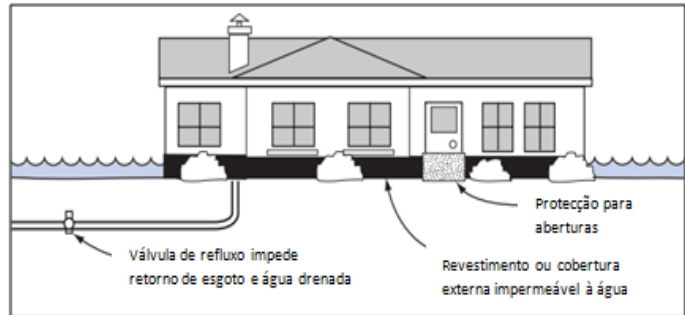 Protecção para
aberturas
Válvula de refluxo impede
retorno de esgoto e água drenada
Revestimento ou cobertura
externa impermeável à água